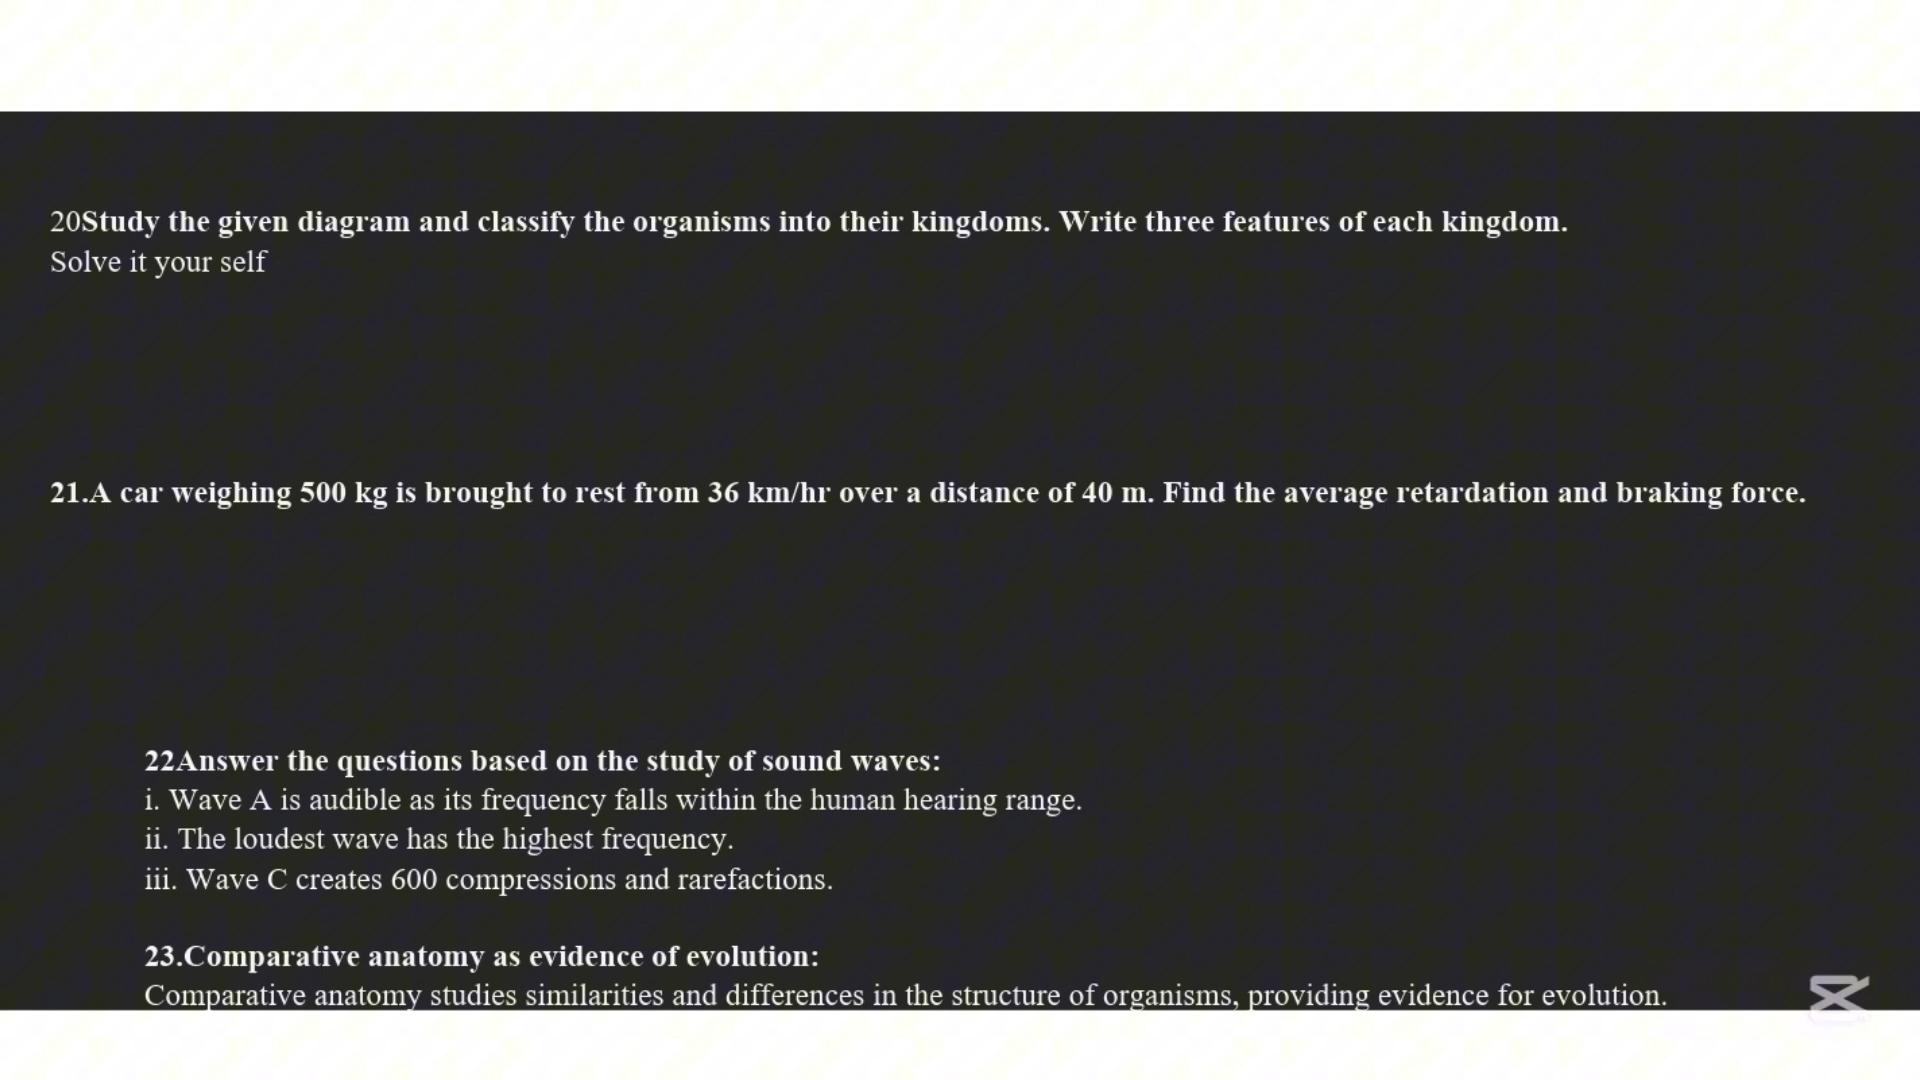 20Study the given diagram and classify the organisms into their kingdoms. Write three features of each kingdom.
Solve it your self
21.A car weighing 500 kg is brought to rest from 36 km/hr over a distance of 40 m. Find the average retardation and braking force.
22Answer the questions based on the study of sound waves:
i. Wave A is audible as its frequency falls within the human hearing range.
ii. The loudest wave has the highest frequency.
iii. Wave C creates 600 compressions and rarefactions.
23.Comparative anatomy as evidence of evolution:
Comparative anatomy studies similarities and differences in the structure of organisms, providing evidence for evolution.